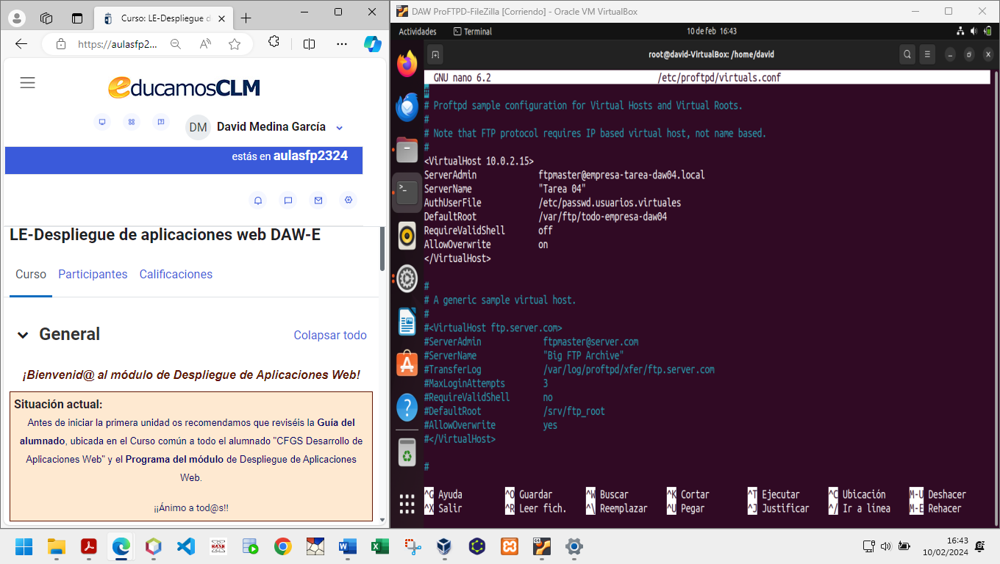 Curso: LE-Despliegue d
https://aulasfp2...
educamosCLM
DM David Medina García
estás en aulasfp2324
LE-Despliegue de aplicaciones web DAW-E
Curso Participantes Calificaciones
General Colapsar todo
¡Bienvenid@ al módulo de Despliegue de Aplicaciones Web!
Situación actual:
Antes de iniciar la primera unidad os recomendamos que reviséis la Guía del
alumnado, ubicada en el Curso común a todo el alumnado "CFGS Desarrollo de
Aplicaciones Web" y el Programa del módulo de Despliegue de Aplicaciones
Web.
¡¡Ánimo a tod@s!!
DAW ProFTPD-FileZilla [Corriendo] - Oracle VM VirtualBox
Actividades Terminal 10 de feb 16:43
root@david-VirtualBox: /home/david
GNU nano 6.2 /etc/proftpd/virtuals.conf
#
# Proftpd sample configuration for Virtual Hosts and Virtual Roots.
#
# Note that FTP protocol requires IP based virtual host, not name based.
#
<VirtualHost 10.0.2.15>
ServerAdmin ftpmaster@empresa-tarea-daw04.local
ServerName "Tarea 04"
AuthUserFile /etc/passwd.usuarios.virtuales
DefaultRoot /var/ftp/todo-empresa-daw04
RequireValidShell off
AllowOverwrite on
</VirtualHost>
#
# A generic sample virtual host.
#
#<VirtualHost ftp.server.com>
#ServerAdmin ftpmaster@server.com
#ServerName "Big FTP Archive"
#TransferLog /var/log/proftpd/xfer/ftp.server.com
#MaxLoginAttempts 3
#RequireValidShell no
#DefaultRoot /srv/ftp_root
#AllowOverwrite yes
#</VirtualHost>
#
^G Ayuda ^O Guardar ^W Buscar ^K Cortar ^T Ejecutar ^C Ubicación M-U Deshacer
^X Salir ^R Leer fich. ^\ Reemplazar ^U Pegar ^J Justificar ^/ Ir a línea M-E Rehacer
16:43
10/02/2024